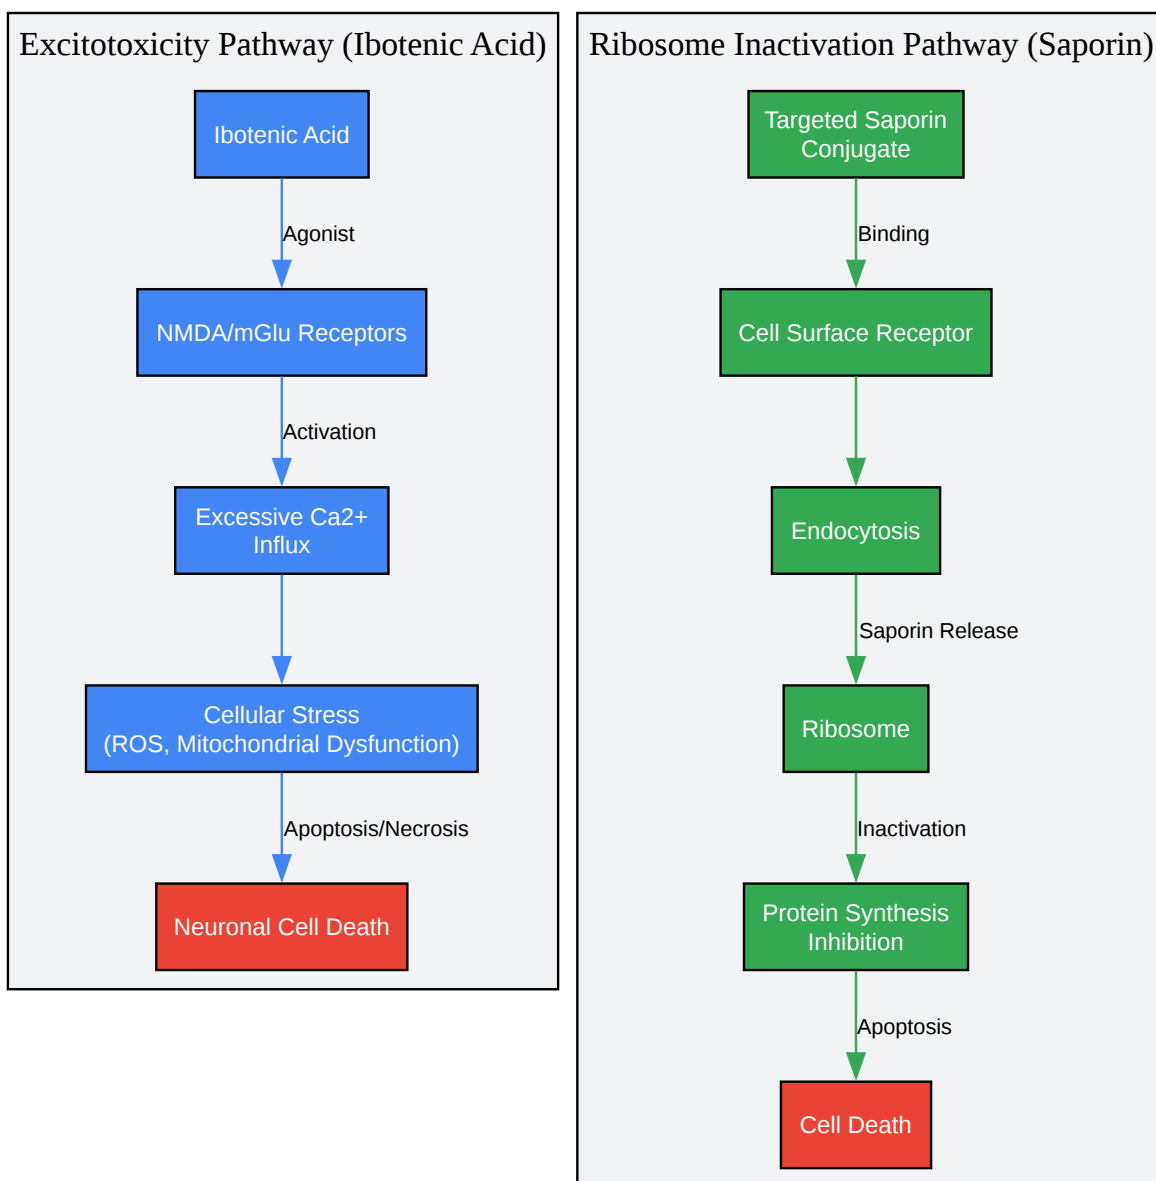 Excitotoxicity Pathway (Ibotenic Acid)
Ibotenic Acid
Agonist
NMDA/mGlu Receptors
Activation
Excessive Ca2+
Influx
Cellular Stress
(ROS, Mitochondrial Dysfunction)
Apoptosis/Necrosis
Neuronal Cell Death
Ribosome Inactivation Pathway (Saporin)
Targeted Saporin
Conjugate
Binding
Cell Surface Receptor
Endocytosis
Saporin Release
Ribosome
Inactivation
Protein Synthesis
Inhibition
Apoptosis
Cell Death